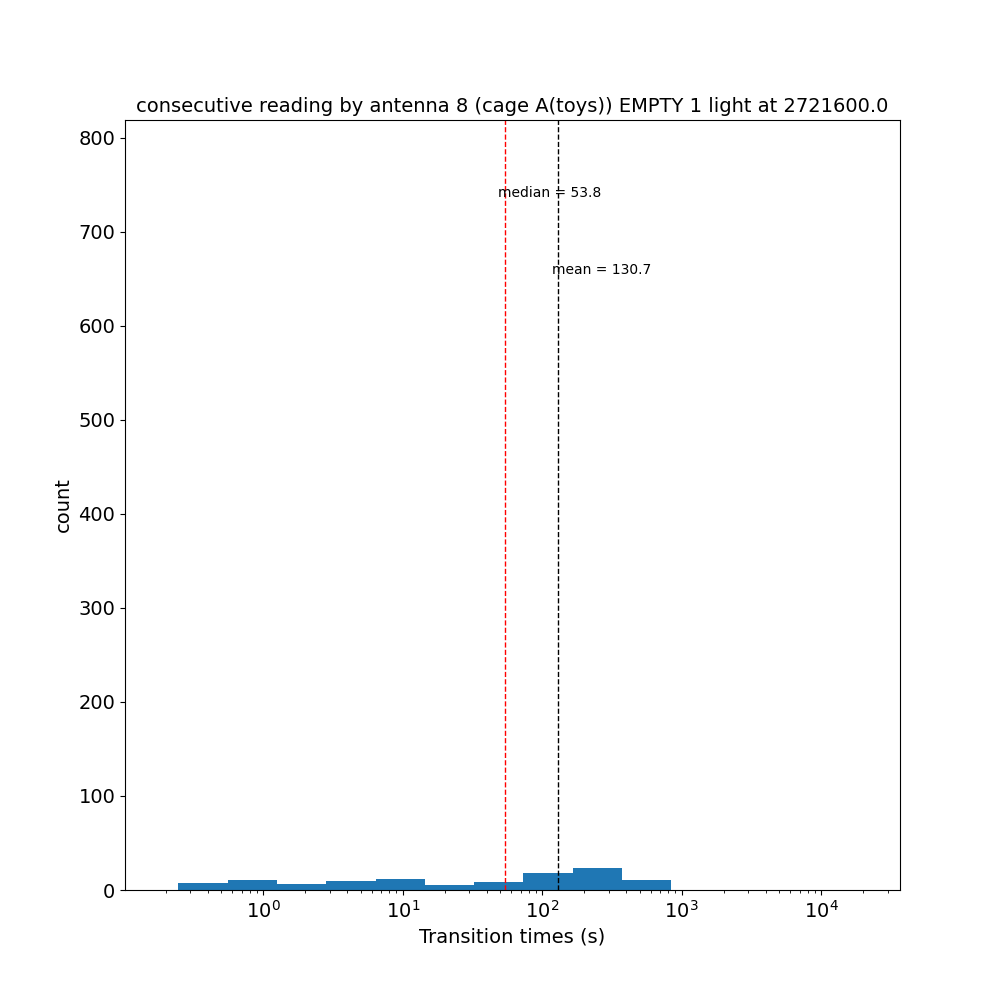 consecutive reading by antenna 8 (cage A(toys)) EMPTY 1 light at 2721600.0
800
median = 53.8
700
mean = 130.7
600
500
count
400
300
200
100
0
10⁰ 10¹ 10² 10³ 10⁴
Transition times (s)